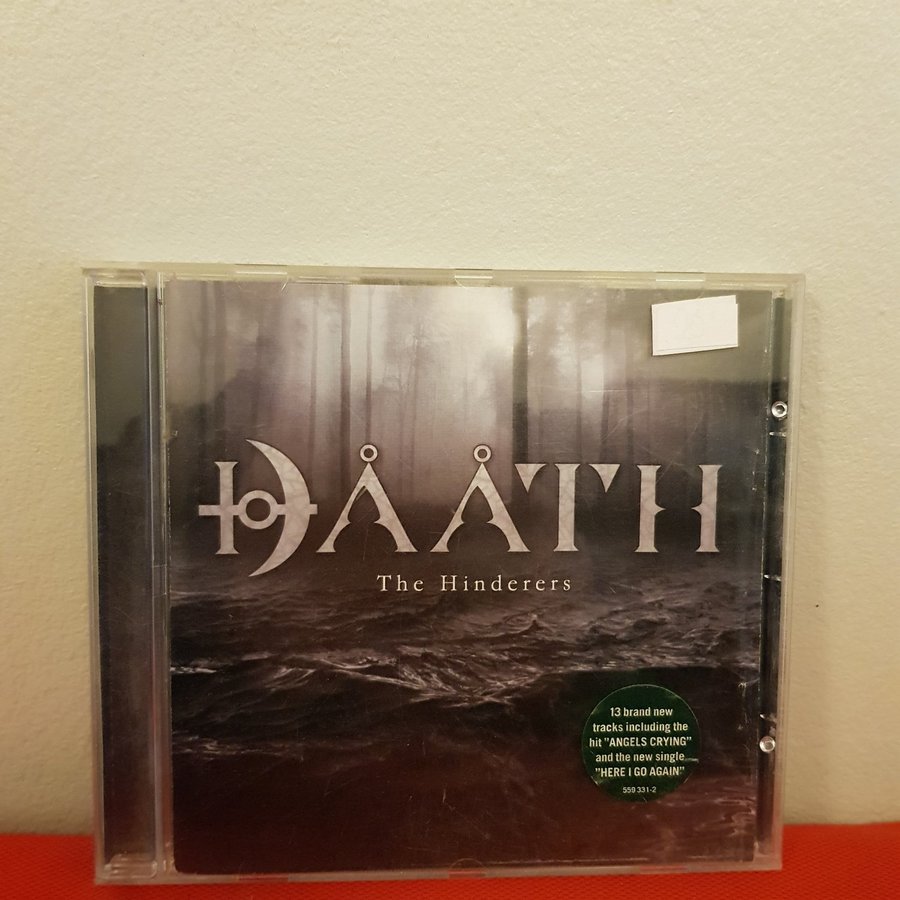 DÅÅTH
The Hinderers
13 brand new
tracks including the
hit "ANGELS CRYING"
and the new single
"HERE I GO AGAIN"
559 331-2